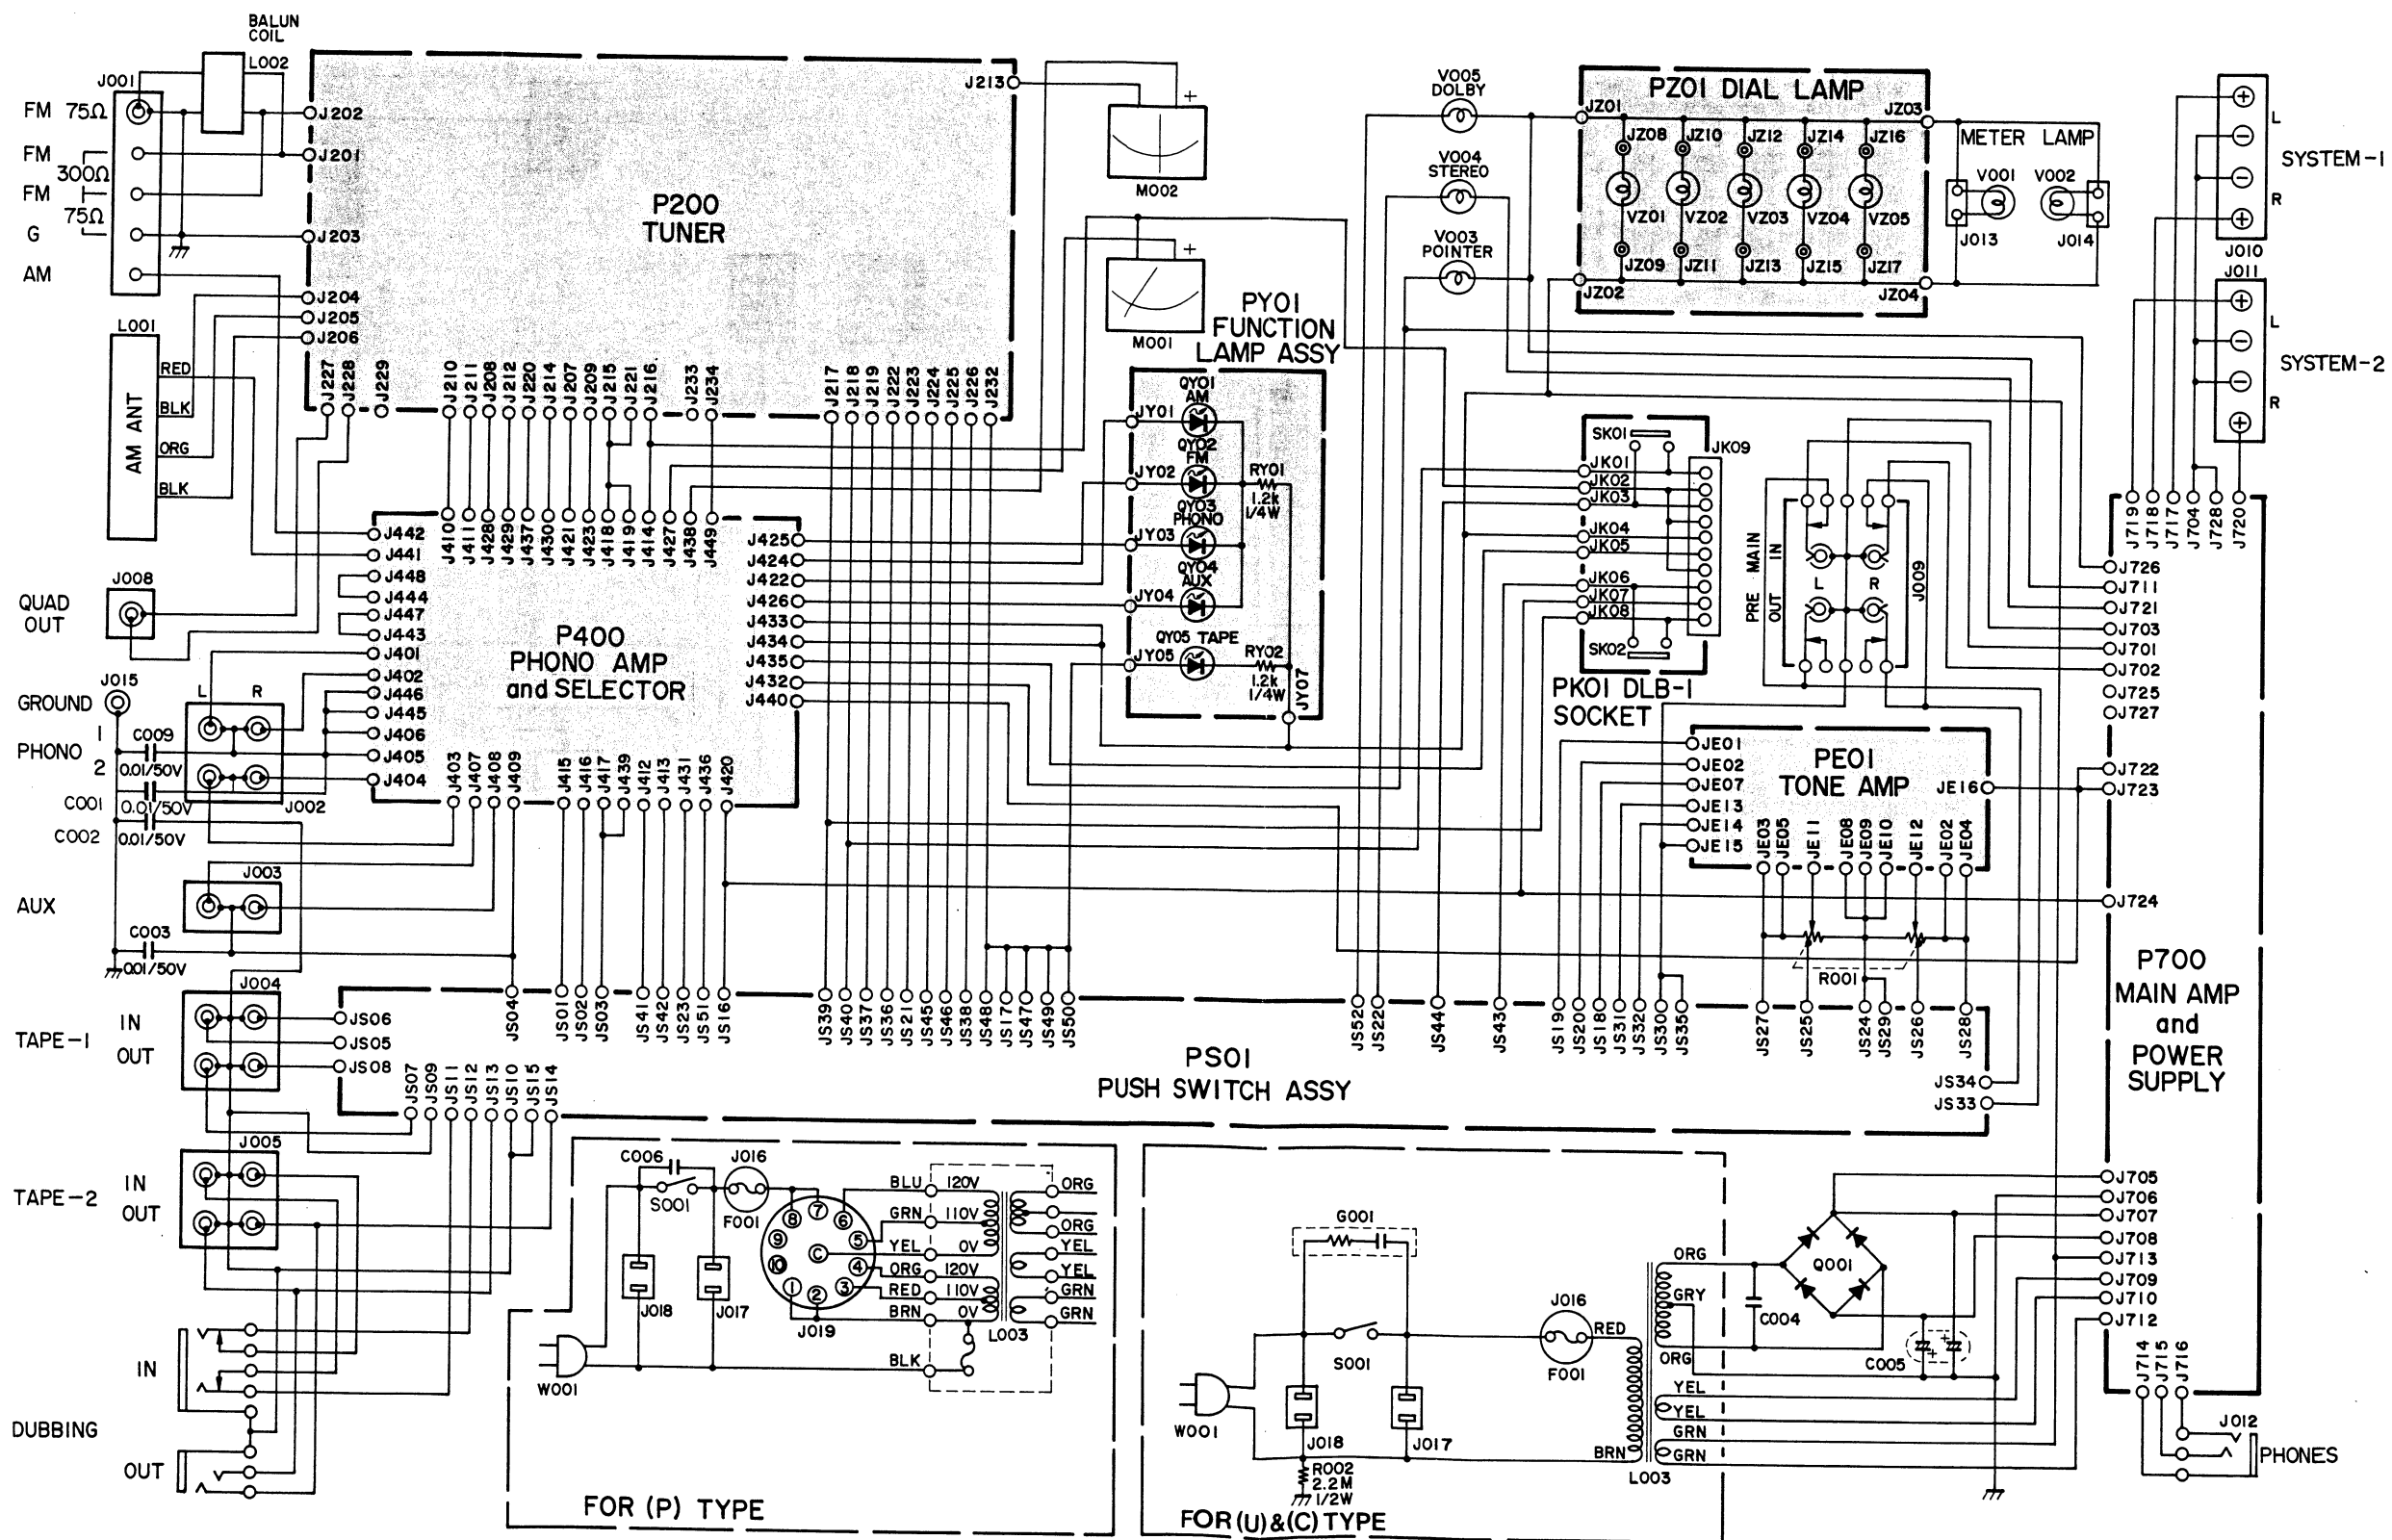 BALUN
COIL
L002
J001
FM 75Ω
FM
300Ω
FM
75Ω
G
AM
J202
J201
J203
J204
J205
J206
J213
P200
TUNER
L001
AM ANT
RED
BLK
ORG
BLK
J227
J228
J229
J210
J211
J208
J212
J220
J214
J207
J209
J215
J221
J216
J233
J234
J217
J218
J219
J222
J223
J224
J225
J226
J232
M002
M001
+
+
V005
DOLBY
V004
STEREO
V003
POINTER
PZ01 DIAL LAMP
JZ01
JZ03
JZ08
JZ10
JZ12
JZ14
JZ16
VZ01
VZ02
VZ03
VZ04
VZ05
JZ09
JZ11
JZ13
JZ15
JZ17
JZ02
JZ04
METER LAMP
V001
V002
J013
J014
L
R
SYSTEM-1
J010
J011
L
R
SYSTEM-2
PY01
FUNCTION
LAMP ASSY
QY01
AM
JY01
QY02
FM
JY02
RY01
1.2k
1/4W
QY03
PHONO
JY03
QY04
AUX
JY04
QY05 TAPE
JY05
RY02
1.2k
1/4W
JY07
SK01
JK09
JK01
JK02
JK03
JK04
JK05
JK06
JK07
JK08
SK02
PK01 DLB-1
SOCKET
PRE MAIN
OUT IN
L
R
J009
J719
J718
J717
J704
J728
J720
J726
J711
J721
J703
J701
J702
J725
J727
J722
J723
J724
P700
MAIN AMP
and
POWER
SUPPLY
J705
J706
J707
J708
J713
J709
J710
J712
J714
J715
J716
J012
PHONES
J442
J441
J448
J444
J447
J443
J401
J402
J446
J445
J406
J405
J404
J410
J411
J428
J429
J437
J430
J421
J423
J418
J419
J414
J427
J438
J449
J425
J424
J422
J426
J433
J434
J435
J432
J440
P400
PHONO AMP
and SELECTOR
J403
J407
J408
J409
J415
J416
J417
J439
J412
J413
J431
J436
J420
J008
QUAD
OUT
J015
GROUND
L
R
1
PHONO
2
C009
0.01/50V
C001
0.01/50V
C002
0.01/50V
J002
J003
AUX
C003
0.01/50V
J004
TAPE-1
IN
OUT
J005
TAPE-2
IN
OUT
IN
DUBBING
OUT
JS06
JS05
JS08
JS07
JS09
JS11
JS12
JS13
JS10
JS15
JS14
JS04
JS01
JS02
JS03
JS41
JS42
JS23
JS51
JS16
JS39
JS40
JS37
JS36
JS21
JS45
JS46
JS38
JS48
JS17
JS47
JS49
JS50
JS52
JS22
JS44
JS43
JS19
JS20
JS18
JS31
JS32
JS30
JS35
JS27
JS25
JS24
JS29
JS26
JS28
JS34
JS33
PS01
PUSH SWITCH ASSY
PE01
TONE AMP
JE01
JE02
JE07
JE13
JE14
JE15
JE16
JE03
JE05
JE11
JE08
JE09
JE10
JE12
JE02
JE04
R001
C006
S001
J016
F001
J018
J017
W001
1
2
3
4
5
6
7
8
9
10
C
J019
BLU
120V
GRN
110V
YEL
0V
ORG
120V
RED
110V
BRN
0V
BLK
L003
ORG
ORG
YEL
YEL
GRN
GRN
FOR (P) TYPE
G001
S001
W001
J018
J017
R002
2.2M
1/2W
J016
F001
RED
BRN
L003
ORG
GRY
ORG
YEL
YEL
GRN
GRN
C004
Q001
C005
+
+
FOR (U)&(C) TYPE